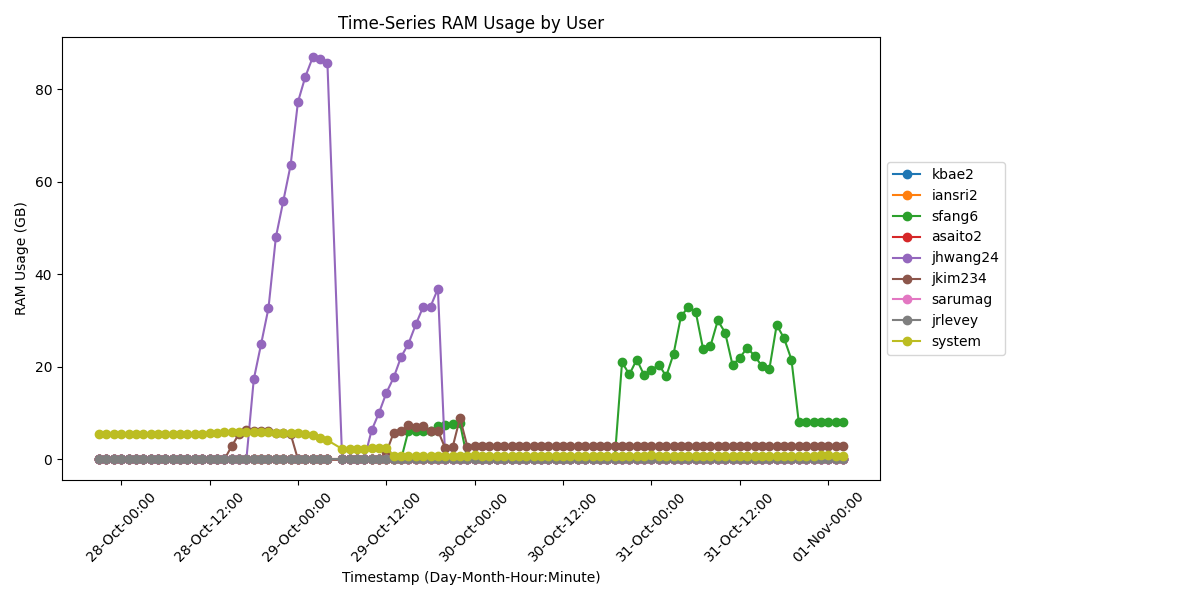 Time-Series RAM Usage by User
RAM Usage (GB)
80
60
40
20
0
28-Oct-00:00
28-Oct-12:00
29-Oct-00:00
29-Oct-12:00
30-Oct-00:00
30-Oct-12:00
31-Oct-00:00
31-Oct-12:00
01-Nov-00:00
Timestamp (Day-Month-Hour:Minute)
kbae2
iansri2
sfang6
asaito2
jhwang24
jkim234
sarumag
jrlevey
system